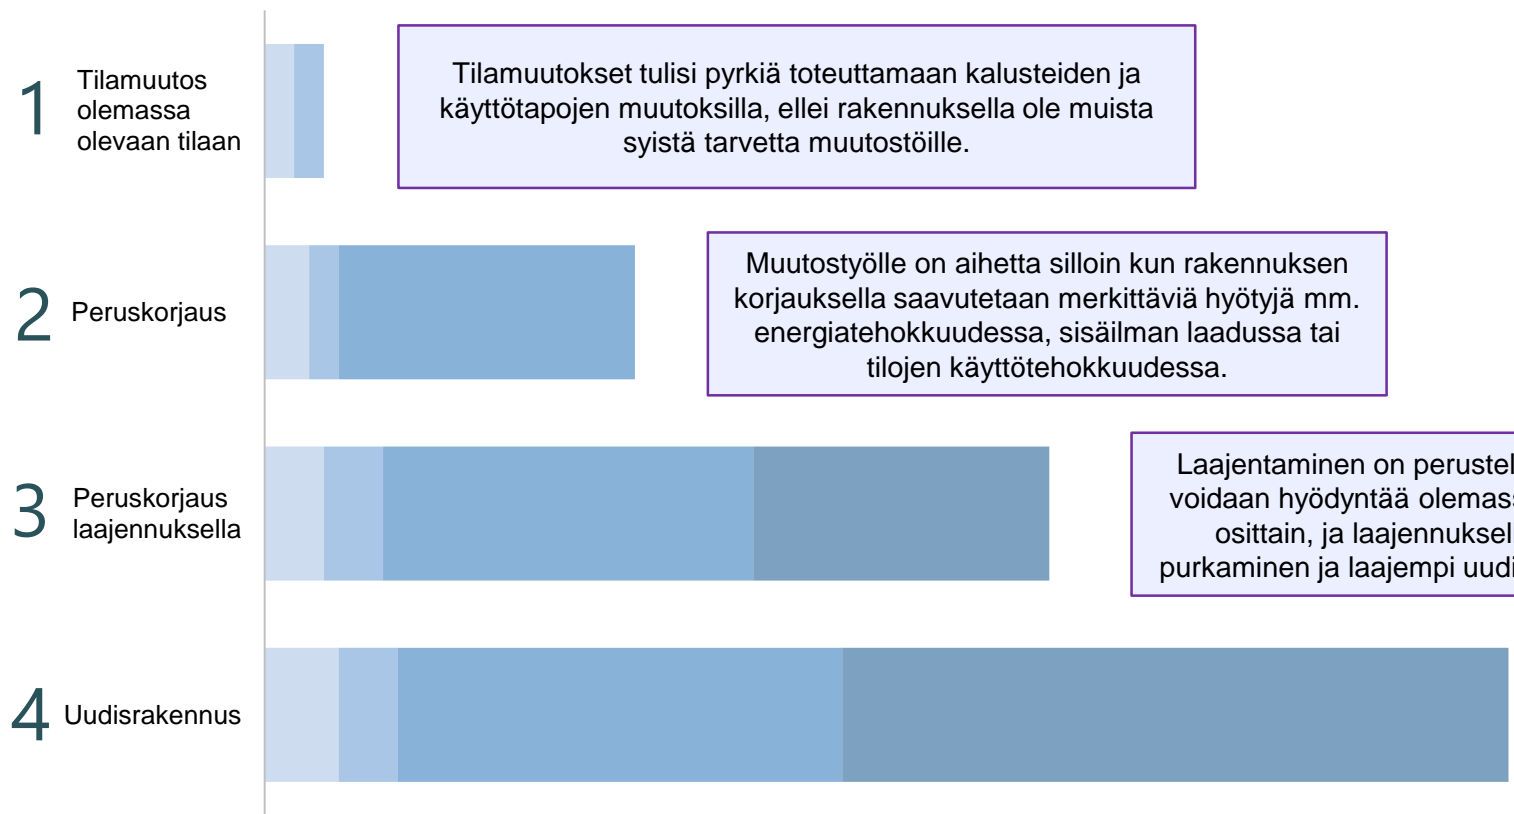 1
Tilamuutos
olemassa
olevaan tilaan
Tilamuutokset tulisi pyrkiä toteuttamaan kalusteiden ja
käyttötapojen muutoksilla, ellei rakennuksella ole muista
syistä tarvetta muutostöille.
2
Peruskorjaus
Muutostyölle on aihetta silloin kun rakennuksen
korjauksella saavutetaan merkittäviä hyötyjä mm.
energiatehokkuudessa, sisäilman laadussa tai
tilojen käyttötehokkuudessa.
3
Peruskorjaus
laajennuksella
Laajentaminen on
voidaan hyödyntää
osittain, ja
purkaminen ja laajempi
4
Uudisrakennus